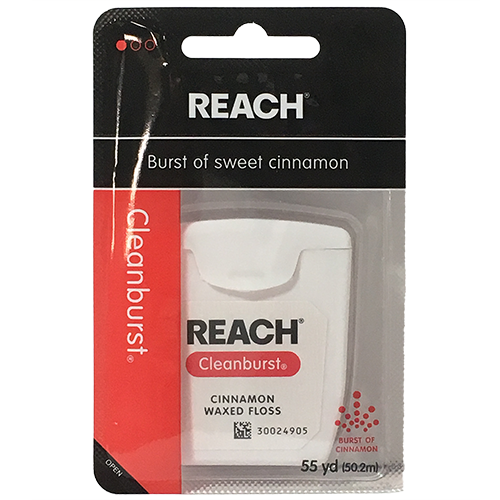 REACH®
Burst of sweet cinnamon
Cleanburst®
REACH®
Cleanburst®
CINNAMON
WAXED FLOSS
30024905
BURST OF
CINNAMON
55 yd (50.2m)
OPEN